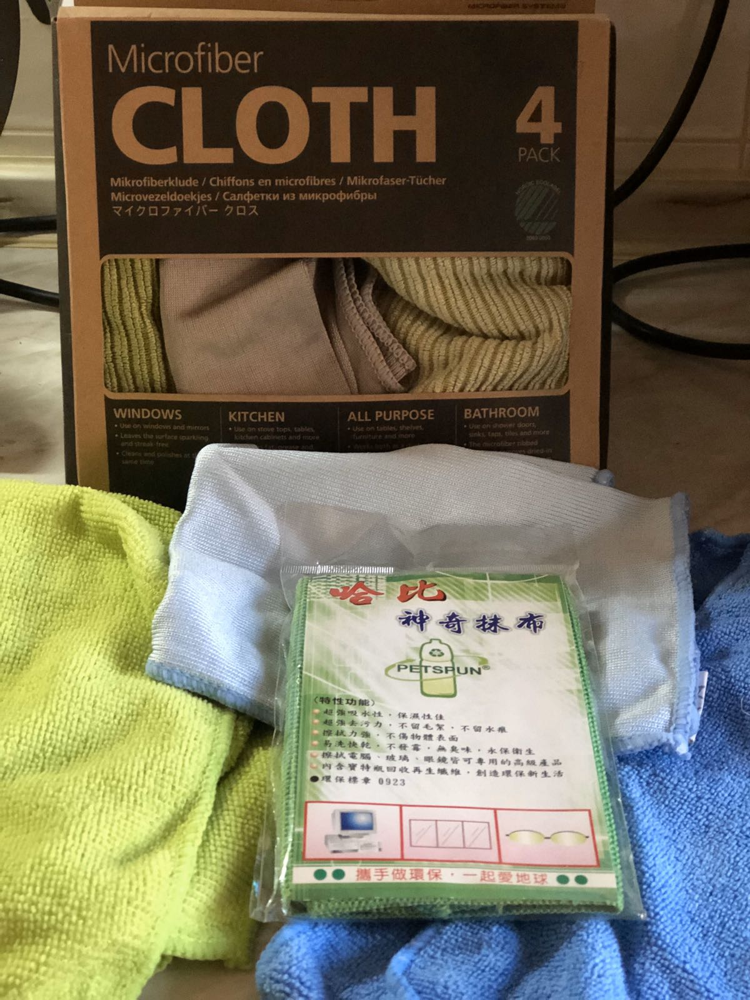 MICROFIBER SYSTEMS
Microfiber
CLOTH
4
PACK
Mikrofiberklude / Chiffons en microfibres / Mikrofaser-Tücher
Microvezeldoekjes / Салфетки из микрофибры
マイクロファイバー クロス
NORDIC ECOLABEL
WINDOWS
• Use on windows and mirrors
• Leaves the surface sparkling
and streak-free
• Cleans and polishes at
same time
KITCHEN
• Use on stove tops, tables,
kitchen cabinets and more
fat, grease and
ALL PURPOSE
• Use on tables, shelves,
furniture and more
• Works both as a
BATHROOM
• Use on shower doors,
sinks, taps, tiles and more
• The microfiber ribbed
dried-in
哈比
神奇抹布
PETSPUN®
(特性功能)
超強吸水性，保濕性佳
超強去污力，不留毛絮，不留水痕
擦拭力強，不傷物體表面
易洗快乾，不發霉，無臭味，永保衛生
擦拭電腦、玻璃、眼鏡皆可專用的高級產品
內含寶特瓶回收再生纖維，創造環保新生活
●環保標章 0923
●● 攜手做環保，一起愛地球 ●●